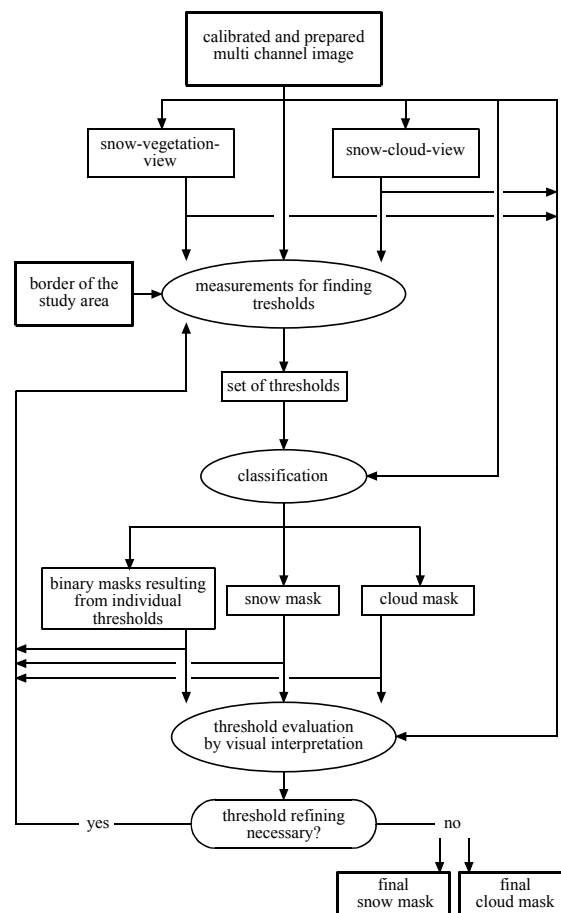 calibrated and prepared
multi channel image
snow-vegetation-
view
snow-cloud-view
border of the
study area
measurements for finding
tresholds
set of thresholds
classification
binary masks resulting
from individual
thresholds
snow mask
cloud mask
threshold evaluation
by visual interpretation
threshold refining
necessary?
yes
no
final
snow mask
final
cloud mask